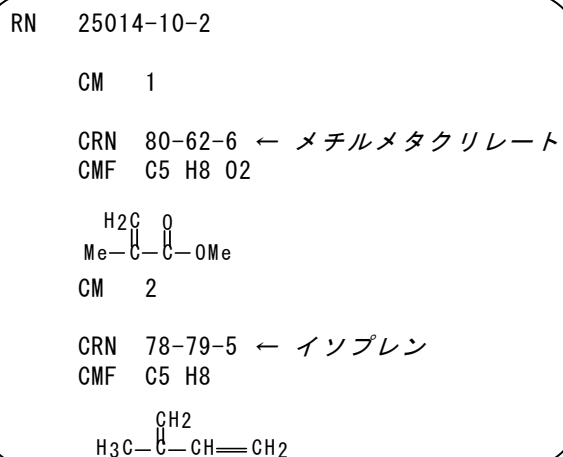 RN 25014-10-2
CM 1
CRN 80-62-6 ← メチルメタクリレート
CMF C5 H8 O2
H2C O
Me—C—C—OMe
CM 2
CRN 78-79-5 ← イソプレン
CMF C5 H8
CH2
H3C—C—CH═CH2